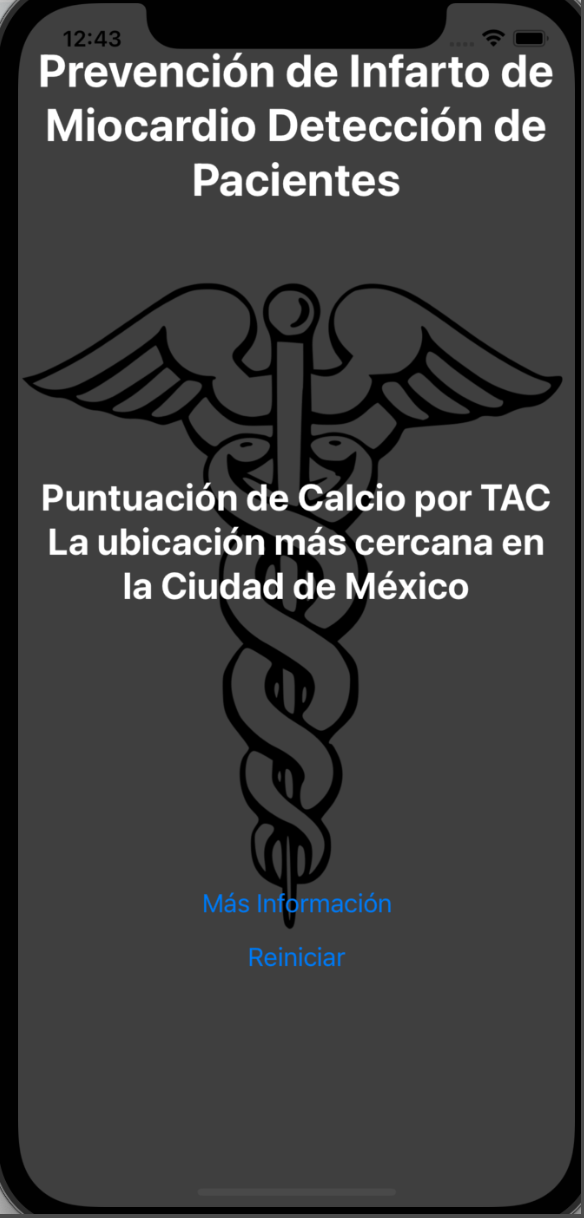 12:43
Prevención de Infarto de
Miocardio Detección de
Pacientes
Puntuación de Calcio por TAC
La ubicación más cercana en
la Ciudad de México
Más Información
Reiniciar